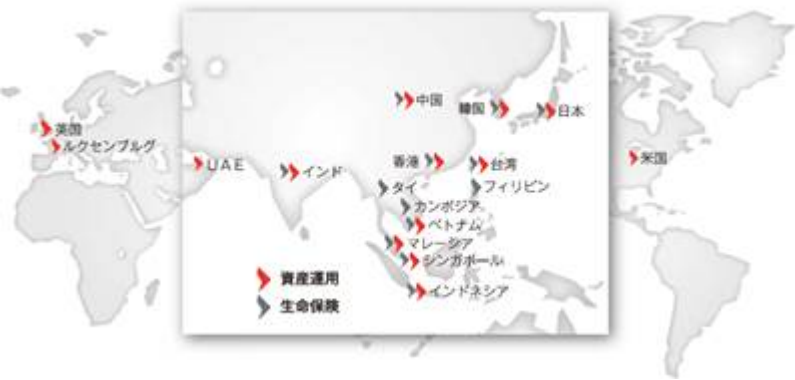 中国
韓国
日本
英国
ルクセンブルグ
UAE
インド
香港
台湾
米国
タイ
フィリピン
カンボジア
ベトナム
マレーシア
シンガポール
資産運用
インドネシア
生命保険